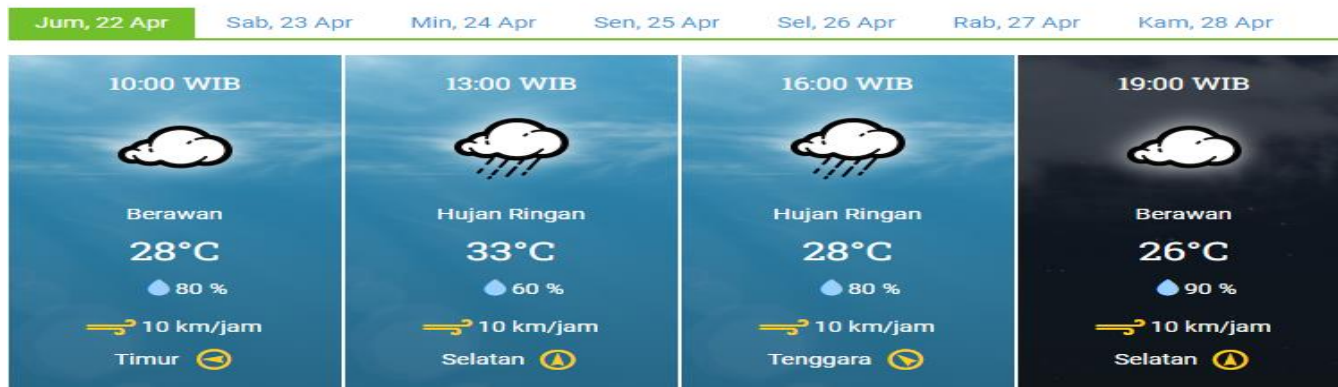 Jum, 22 Apr
Sab, 23 Apr
Min, 24 Apr
Sen, 25 Apr
Sel, 26 Apr
Rab, 27 Apr
Kam, 28 Apr
10:00 WIB
Berawan
28°C
80 %
10 km/jam
Timur
13:00 WIB
Hujan Ringan
33°C
60 %
10 km/jam
Selatan
16:00 WIB
Hujan Ringan
28°C
80 %
10 km/jam
Tenggara
19:00 WIB
Berawan
26°C
90 %
10 km/jam
Selatan